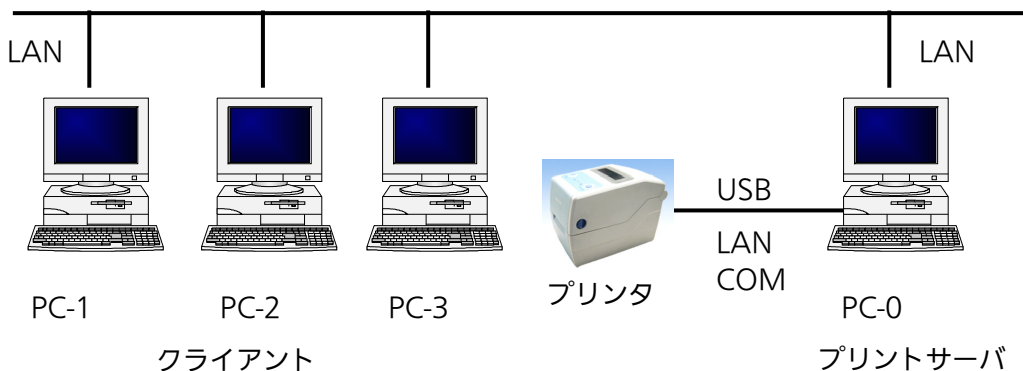 LAN
LAN
USB
LAN
COM
プリンタ
PC-1
PC-2
PC-3
PC-0
クライアント
プリントサーバ